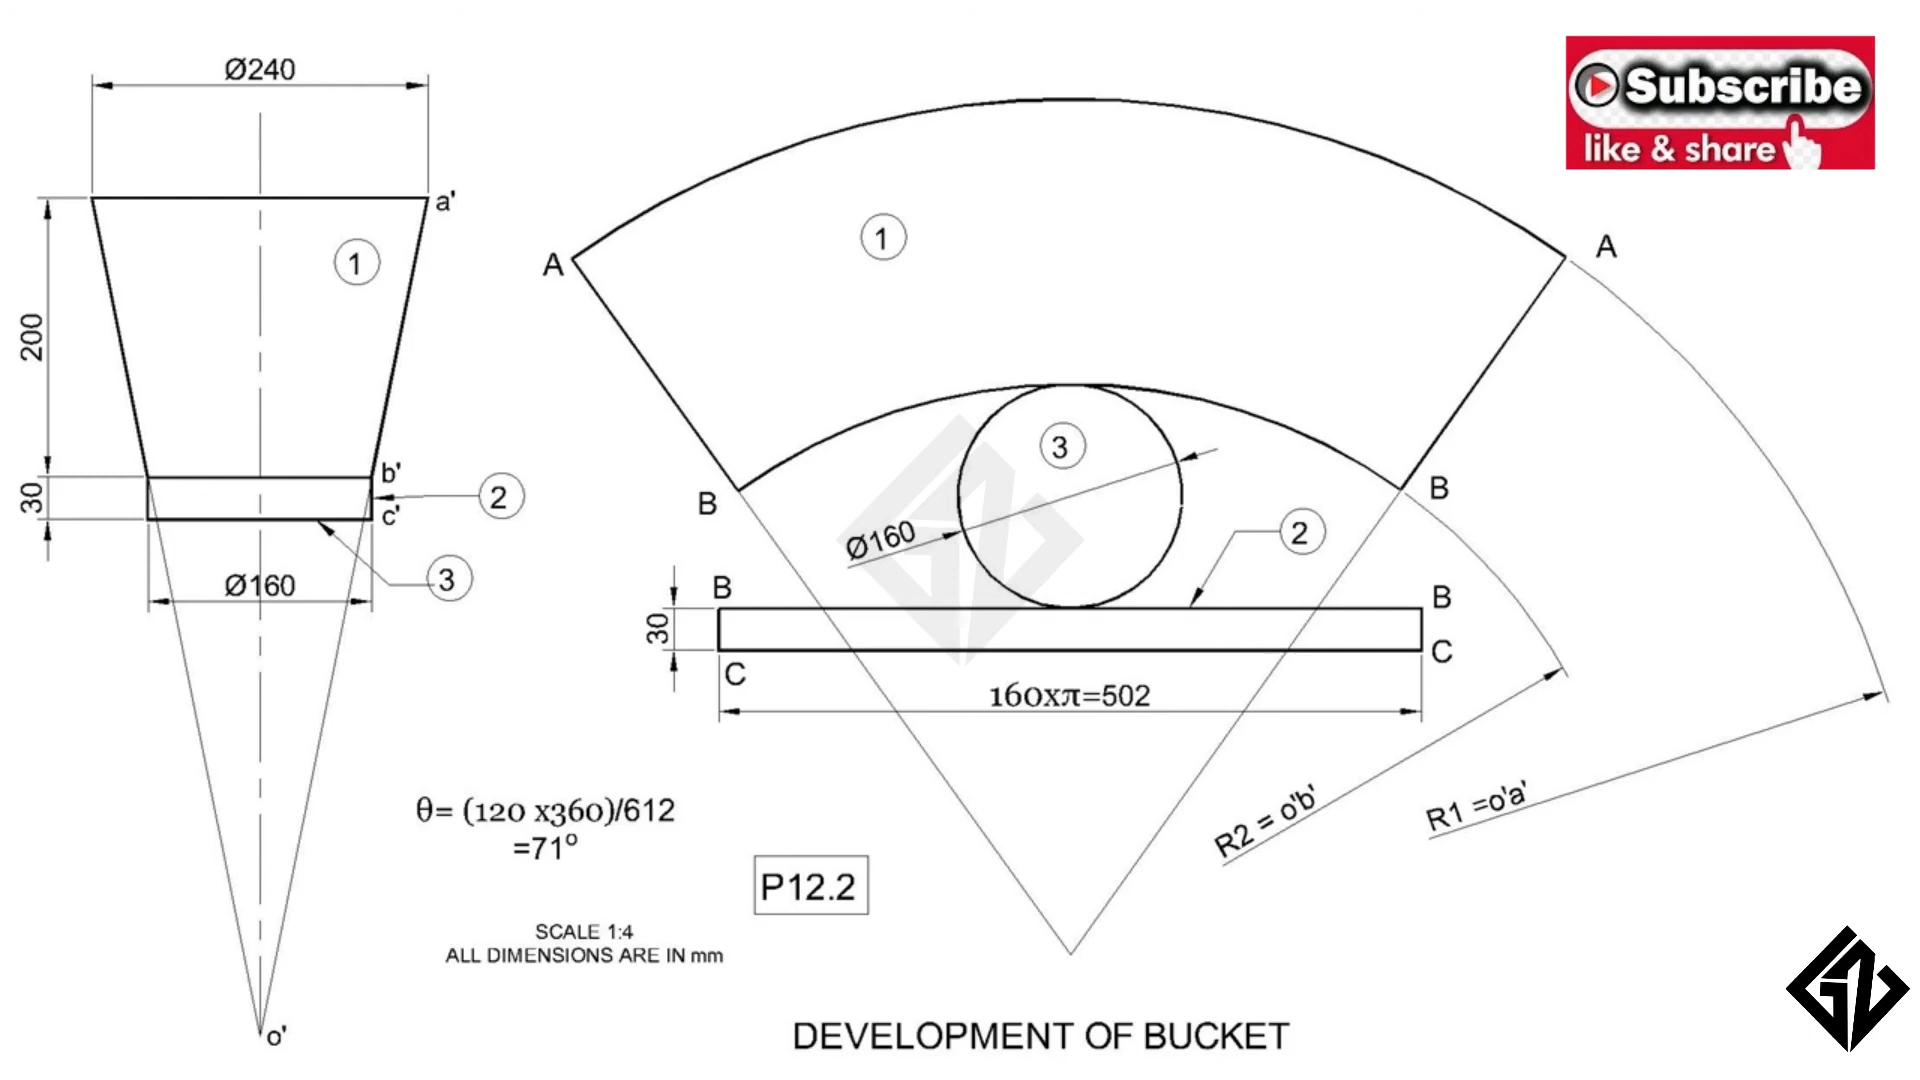 Ø240
Subscribe
like & share
a'
1
200
b'
30
c'
2
3
Ø160
o'
A
1
A
B
3
B
Ø160
2
B
B
30
C
C
160xπ=502
R2 = o'b'
R1 =o'a'
θ= (120 x360)/612
=71°
P12.2
SCALE 1:4
ALL DIMENSIONS ARE IN mm
DEVELOPMENT OF BUCKET